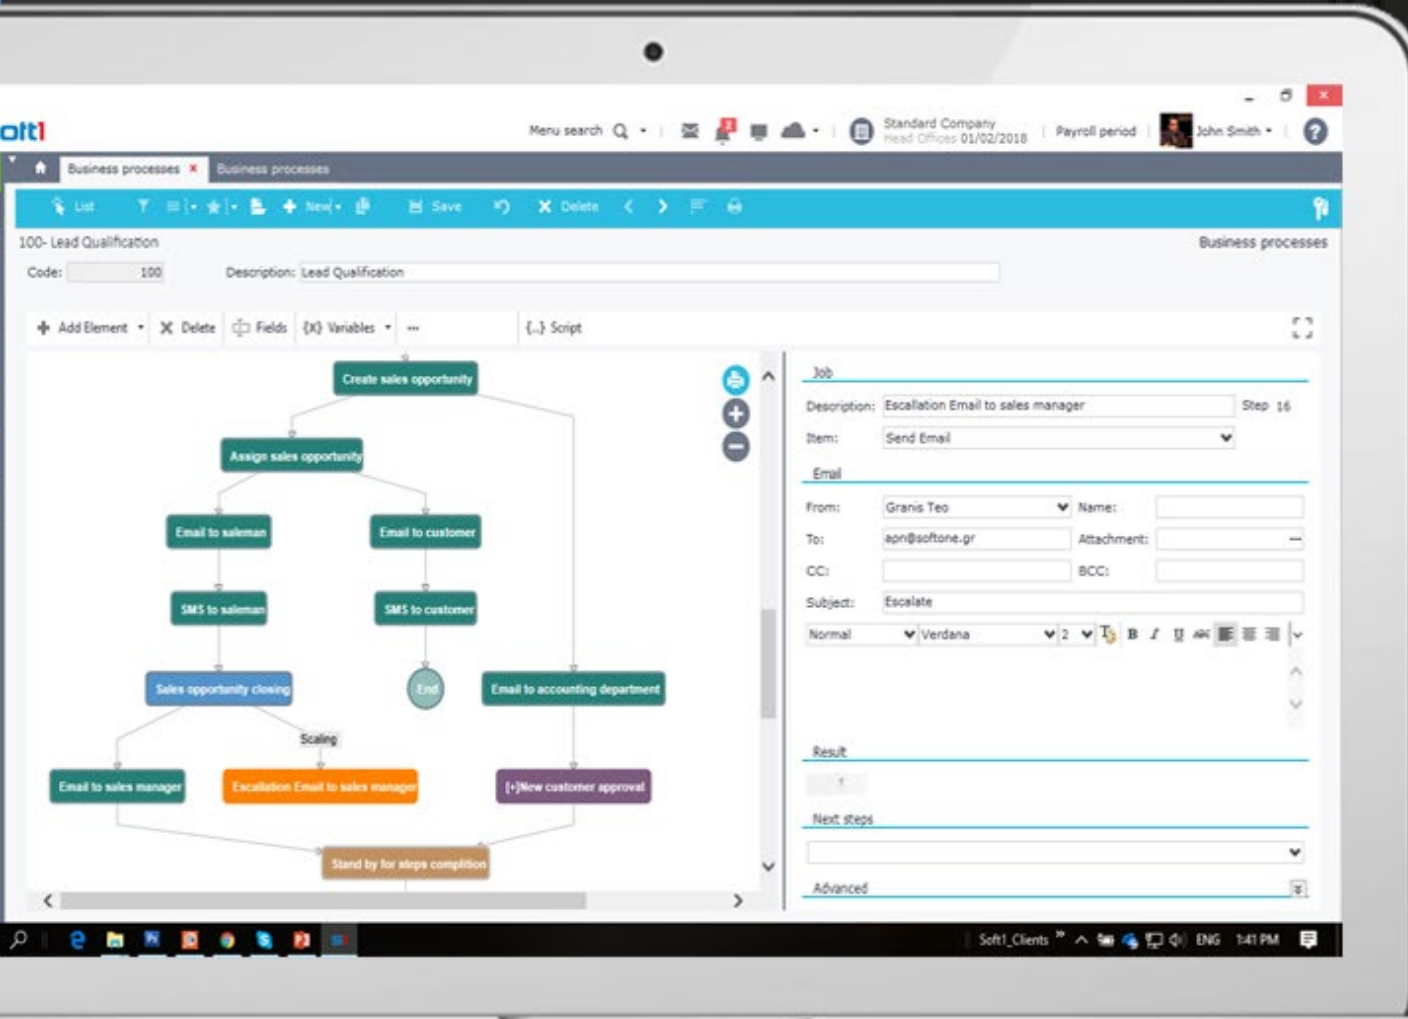 oft1
Menu search
2
Standard Company
Head Offices 01/02/2018
Payroll period
John Smith
?
Business processes
Business processes
List
New
Save
Delete
100- Lead Qualification
Business processes
Code: 100
Description: Lead Qualification
Add Element
Delete
Fields
{X} Variables
...
{..} Script
Create sales opportunity
Assign sales opportunity
Email to saleman
Email to customer
SMS to saleman
SMS to customer
Sales opportunity closing
End
Email to accounting department
Scaling
Email to sales manager
Escallation Email to sales manager
[+]New customer approval
Stand by for steps complition
Job
Description: Escallation Email to sales manager
Step 16
Item: Send Email
Email
From: Granis Teo
Name:
To: apn@softone.gr
Attachment: ...
CC:
BCC:
Subject: Escalate
Normal Verdana 2 B I U ABC
Result
1
Next steps
Advanced
Soft1_Clients
ENG
1:41 PM